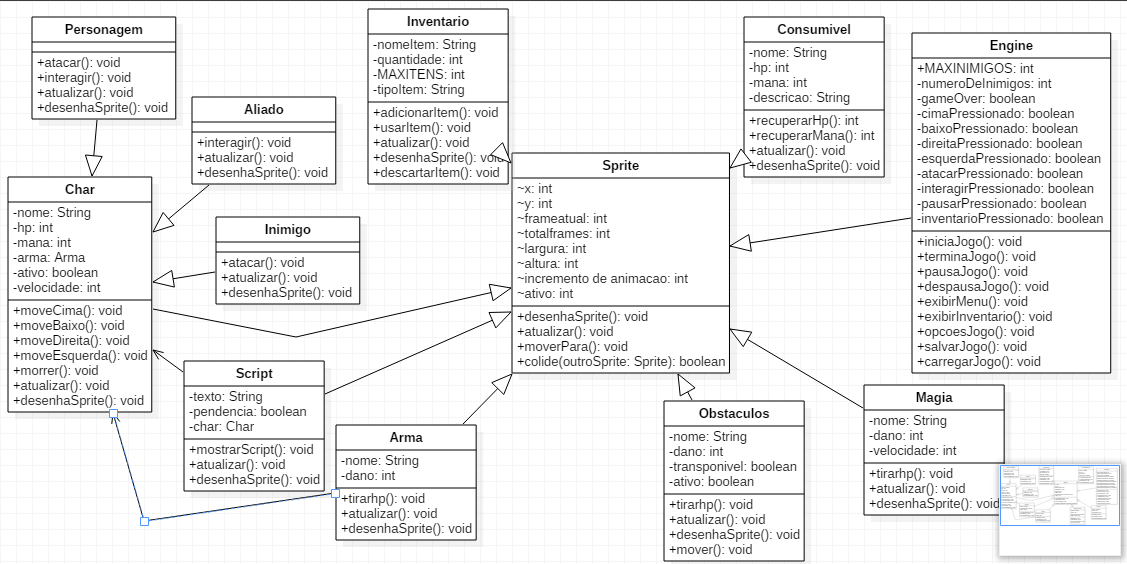 Personagem
+atacar(): void
+interagir(): void
+atualizar(): void
+desenhaSprite(): void
Aliado
+interagir(): void
+atualizar(): void
+desenhaSprite(): void
Inventario
-nomeItem: String
-quantidade: int
-MAXITENS: int
-tipoItem: String
+adicionarItem(): void
+usarItem(): void
+atualizar(): void
+desenhaSprite(): void
+descartarItem(): void
Consumivel
-nome: String
-hp: int
-mana: int
-descricao: String
+recuperarHp(): int
+recuperarMana(): int
+atualizar(): void
+desenhaSprite(): void
Engine
+MAXINIMIGOS: int
-numeroDeInimigos: int
-gameOver: boolean
-cimaPressionado: boolean
-baixoPressionado: boolean
-direitaPressionado: boolean
-esquerdaPressionado: boolean
-atacarPressionado: boolean
-interagirPressionado: boolean
-pausarPressionado: boolean
-inventarioPressionado: boolean
+iniciaJogo(): void
+terminaJogo(): void
+pausaJogo(): void
+despausaJogo(): void
+exibirMenu(): void
+exibirInventario(): void
+opcoesJogo(): void
+salvarJogo(): void
+carregarJogo(): void
Char
-nome: String
-hp: int
-mana: int
-arma: Arma
-ativo: boolean
-velocidade: int
+moveCima(): void
+moveBaixo(): void
+moveDireita(): void
+moveEsquerda(): void
+morrer(): void
+atualizar(): void
+desenhaSprite(): void
Inimigo
+atacar(): void
+atualizar(): void
+desenhaSprite(): void
Sprite
~x: int
~y: int
~frameatual: int
~totalframes: int
~largura: int
~altura: int
~incremento de animacao: int
~ativo: int
+desenhaSprite(): void
+atualizar(): void
+moverPara(): void
+colide(outroSprite: Sprite): boolean
Script
-texto: String
-pendencia: boolean
-char: Char
+mostrarScript(): void
+atualizar(): void
+desenhaSprite(): void
Arma
-nome: String
-dano: int
+tirarhp(): void
+atualizar(): void
+desenhaSprite(): void
Obstaculos
-nome: String
-dano: int
-transponivel: boolean
-ativo: boolean
+tirarhp(): void
+atualizar(): void
+desenhaSprite(): void
+mover(): void
Magia
-nome: String
-dano: int
-velocidade: int
+tirarhp(): void
+atualizar(): void
+desenhaSprite(): void